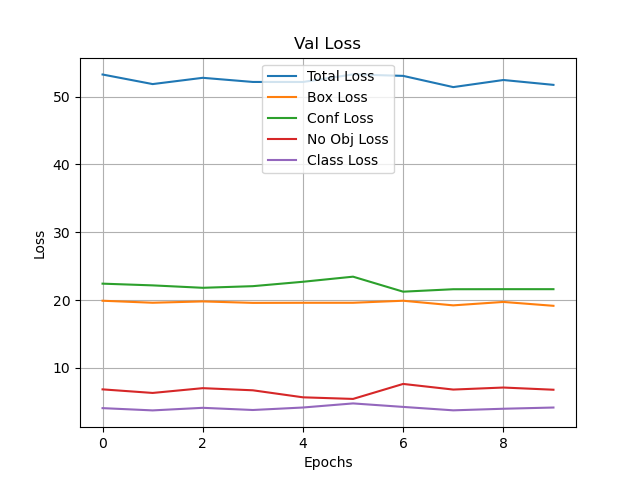 Val Loss
Total Loss
Box Loss
Conf Loss
No Obj Loss
Class Loss
50
40
30
20
10
Loss
0 2 4 6 8
Epochs